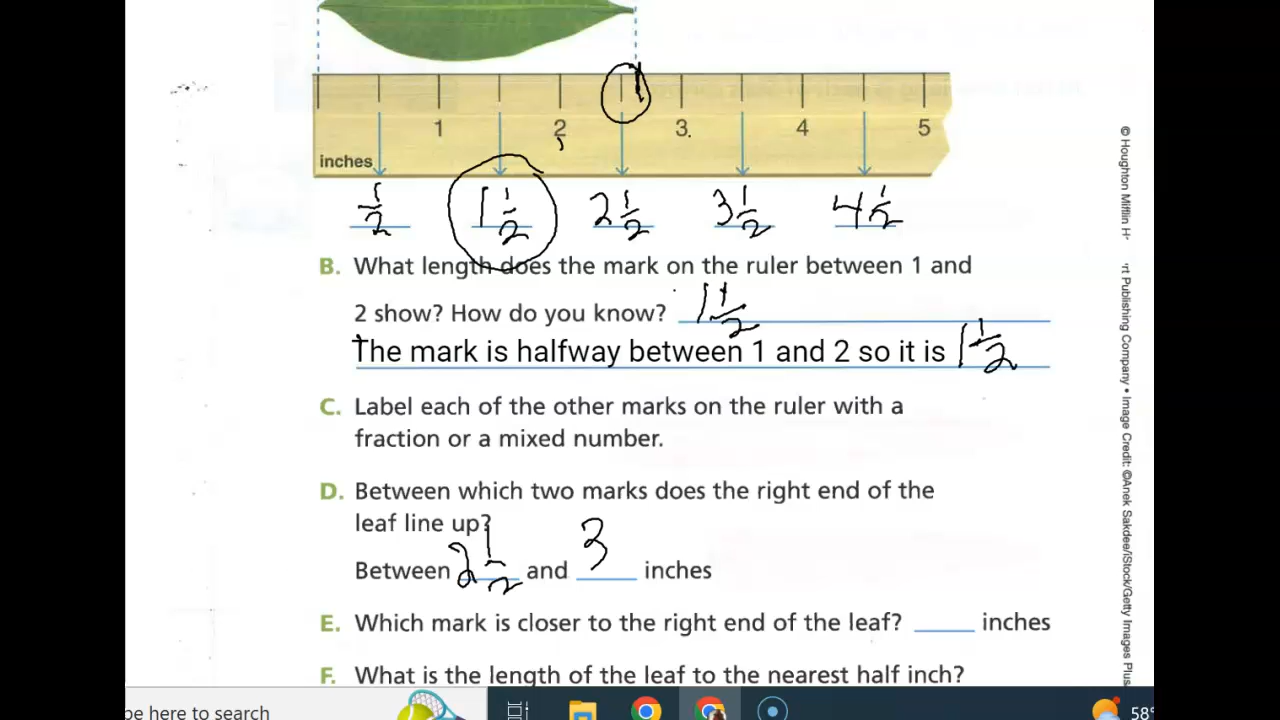 1 2 3 4 5
inches
1/2 1 1/2 2 1/2 3 1/2 4 1/2
B. What length does the mark on the ruler between 1 and
2 show? How do you know? 1 1/2
The mark is halfway between 1 and 2 so it is 1 1/2
C. Label each of the other marks on the ruler with a
fraction or a mixed number.
D. Between which two marks does the right end of the
leaf line up?
Between 2 1/2 and 3 inches
E. Which mark is closer to the right end of the leaf? ____ inches
F. What is the length of the leaf to the nearest half inch?
© Houghton Mifflin H
rt Publishing Company • Image Credit: ©Anek Sakdee/iStock/Getty Images Plus
pe here to search
58°